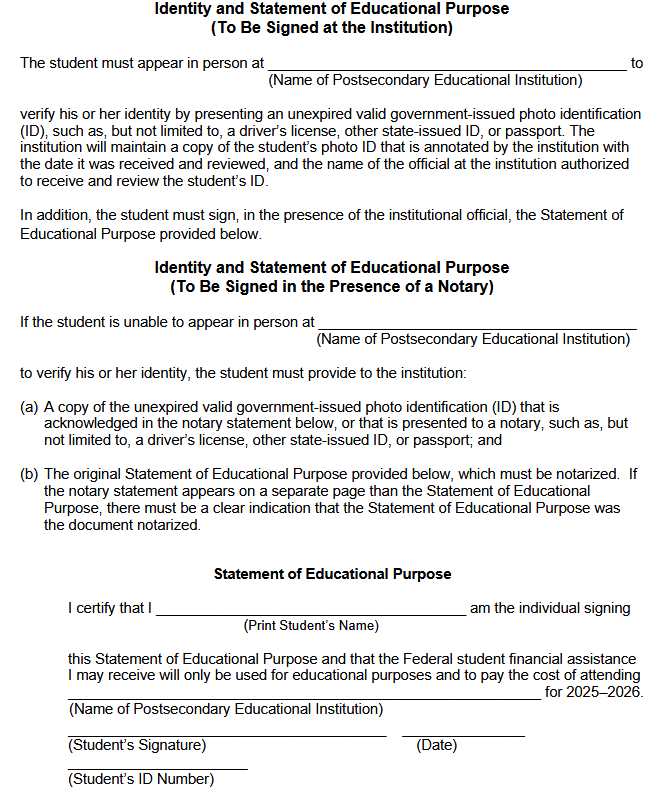 Identity and Statement of Educational Purpose
(To Be Signed at the Institution)
The student must appear in person at ____________________________________________ to
(Name of Postsecondary Educational Institution)
verify his or her identity by presenting an unexpired valid government-issued photo identification
(ID), such as, but not limited to, a driver’s license, other state-issued ID, or passport. The
institution will maintain a copy of the student’s photo ID that is annotated by the institution with
the date it was received and reviewed, and the name of the official at the institution authorized
to receive and review the student’s ID.
In addition, the student must sign, in the presence of the institutional official, the Statement of
Educational Purpose provided below.
Identity and Statement of Educational Purpose
(To Be Signed in the Presence of a Notary)
If the student is unable to appear in person at _______________________________________
(Name of Postsecondary Educational Institution)
to verify his or her identity, the student must provide to the institution:
(a) A copy of the unexpired valid government-issued photo identification (ID) that is
acknowledged in the notary statement below, or that is presented to a notary, such as, but
not limited to, a driver’s license, other state-issued ID, or passport; and
(b) The original Statement of Educational Purpose provided below, which must be notarized. If
the notary statement appears on a separate page than the Statement of Educational
Purpose, there must be a clear indication that the Statement of Educational Purpose was
the document notarized.
Statement of Educational Purpose
I certify that I ______________________________________ am the individual signing
(Print Student’s Name)
this Statement of Educational Purpose and that the Federal student financial assistance
I may receive will only be used for educational purposes and to pay the cost of attending
__________________________________________________________ for 2025–2026.
(Name of Postsecondary Educational Institution)
_______________________________________ _______________
(Student’s Signature) (Date)
______________________
(Student’s ID Number)